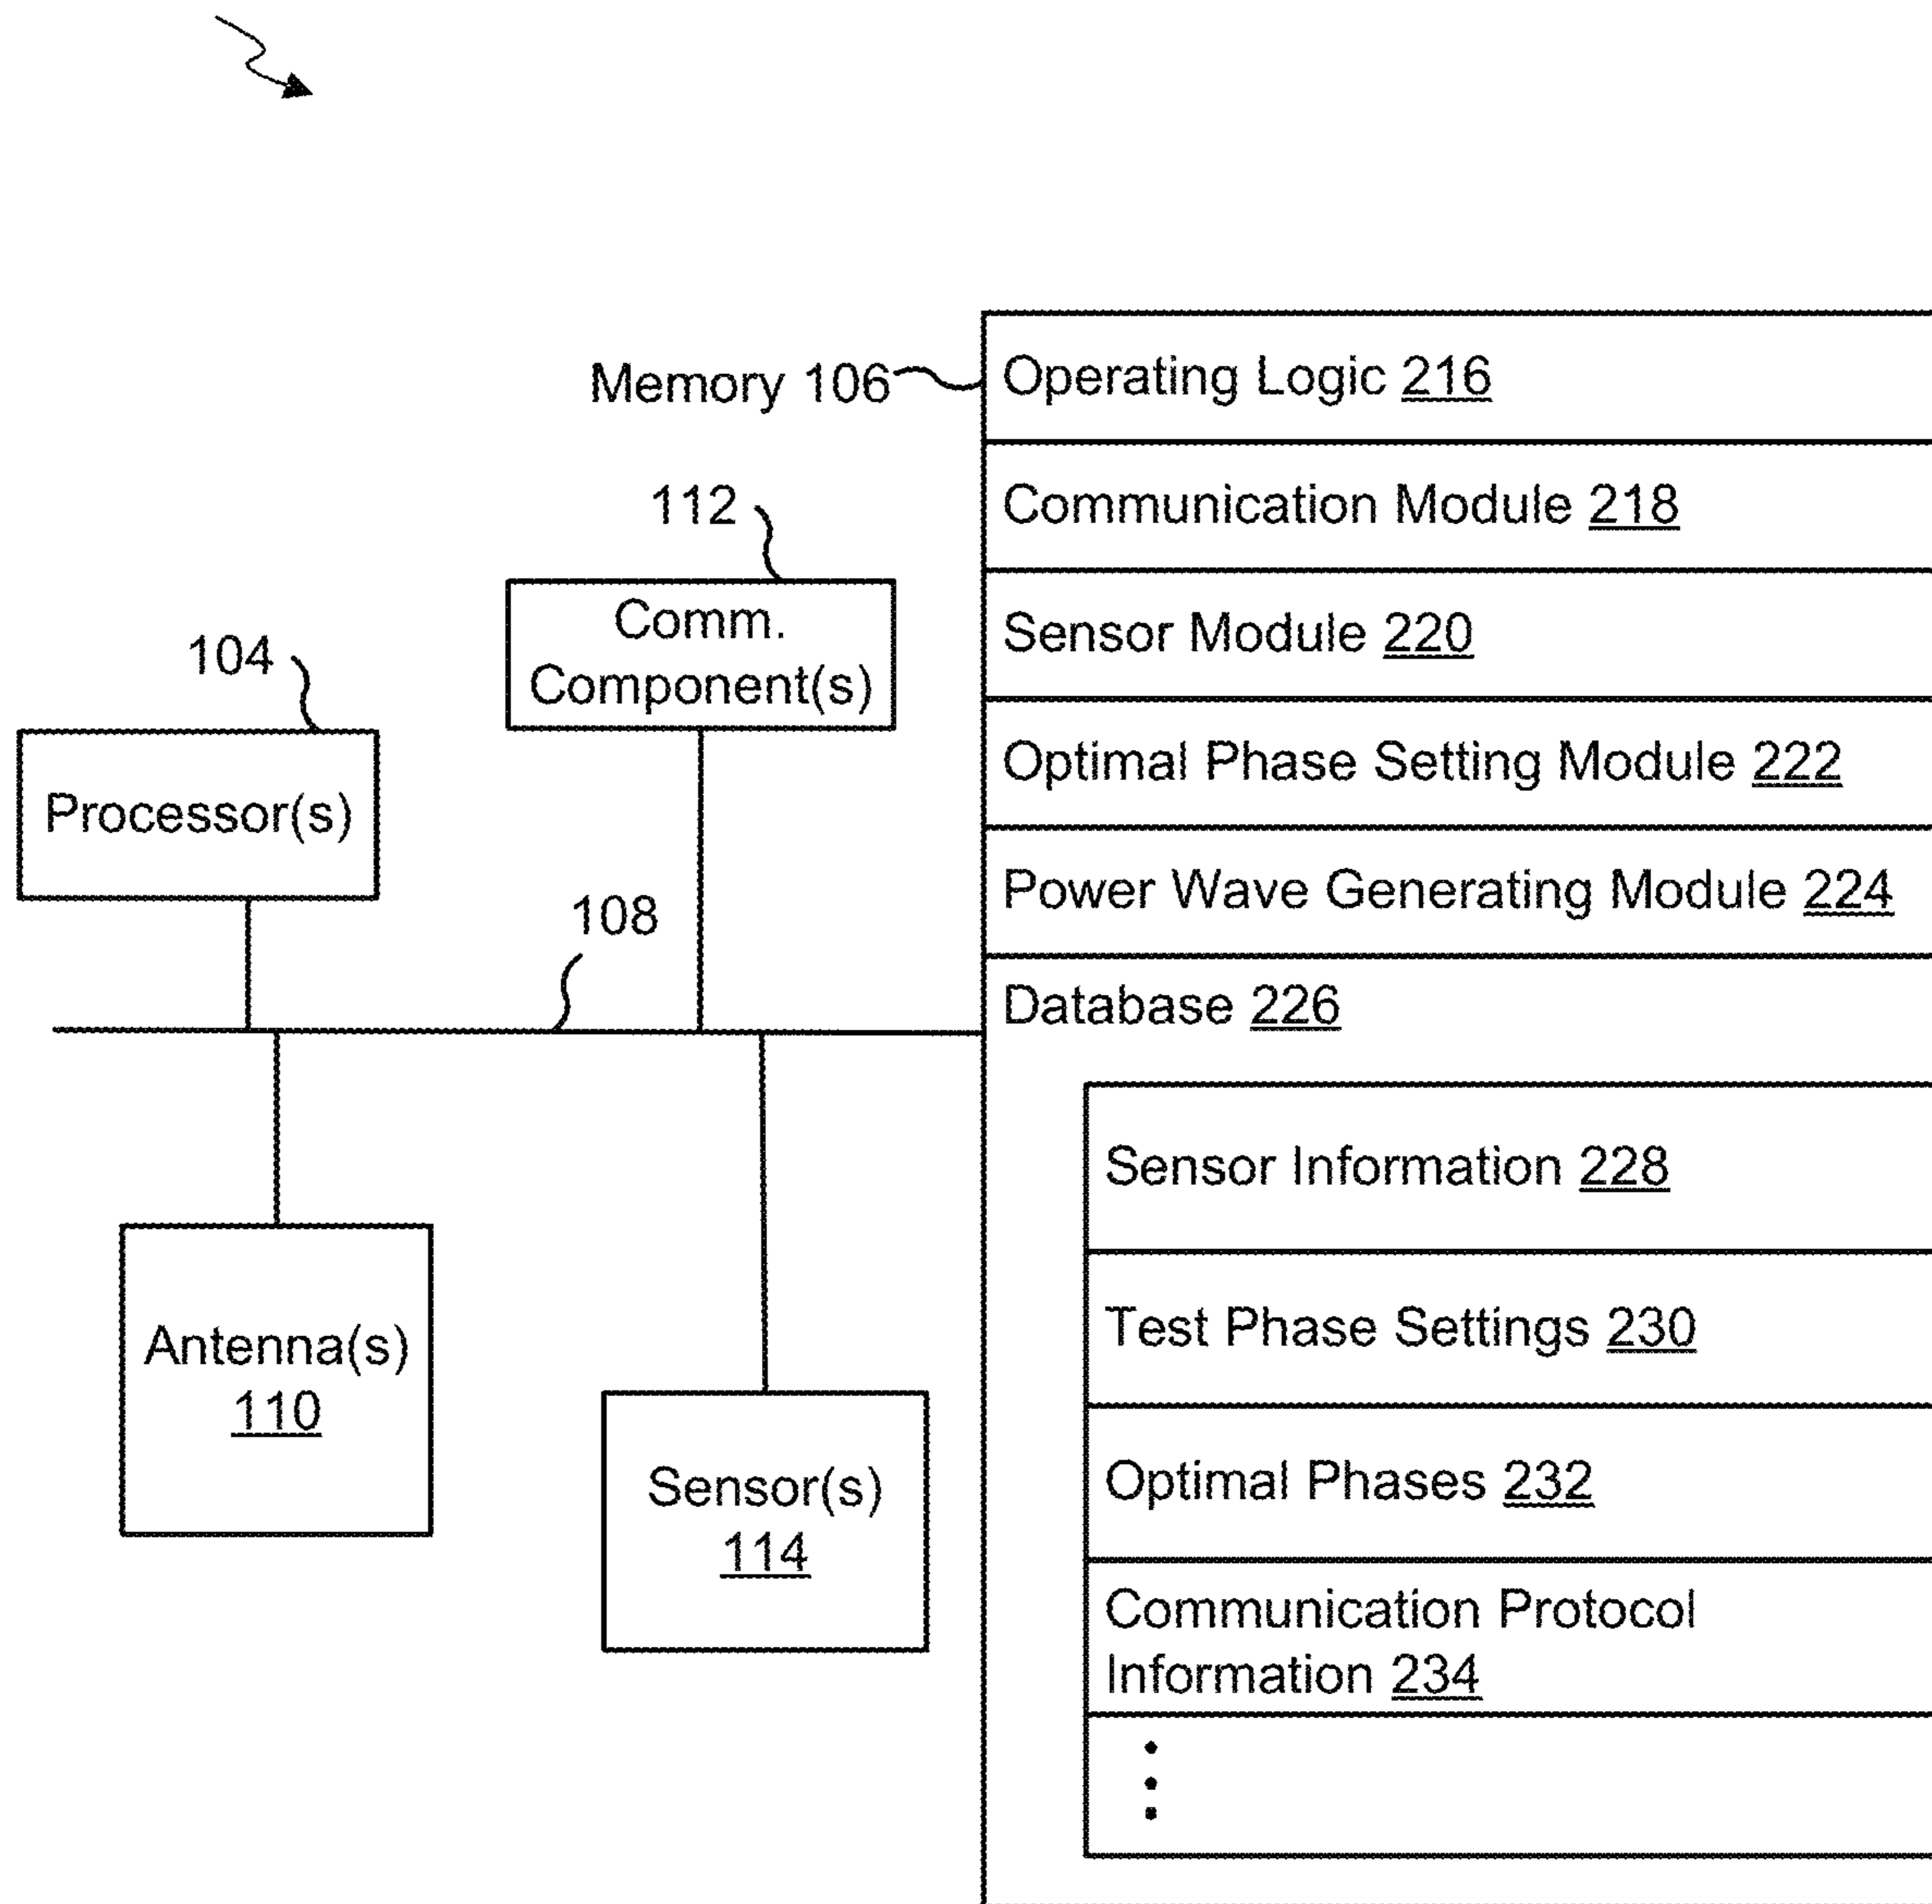 Memory 106
112
Comm.
Component(s)
104
Processor(s)
108
Antenna(s)
110
Sensor(s)
114
Operating Logic 216
Communication Module 218
Sensor Module 220
Optimal Phase Setting Module 222
Power Wave Generating Module 224
Database 226
Sensor Information 228
Test Phase Settings 230
Optimal Phases 232
Communication Protocol
Information 234